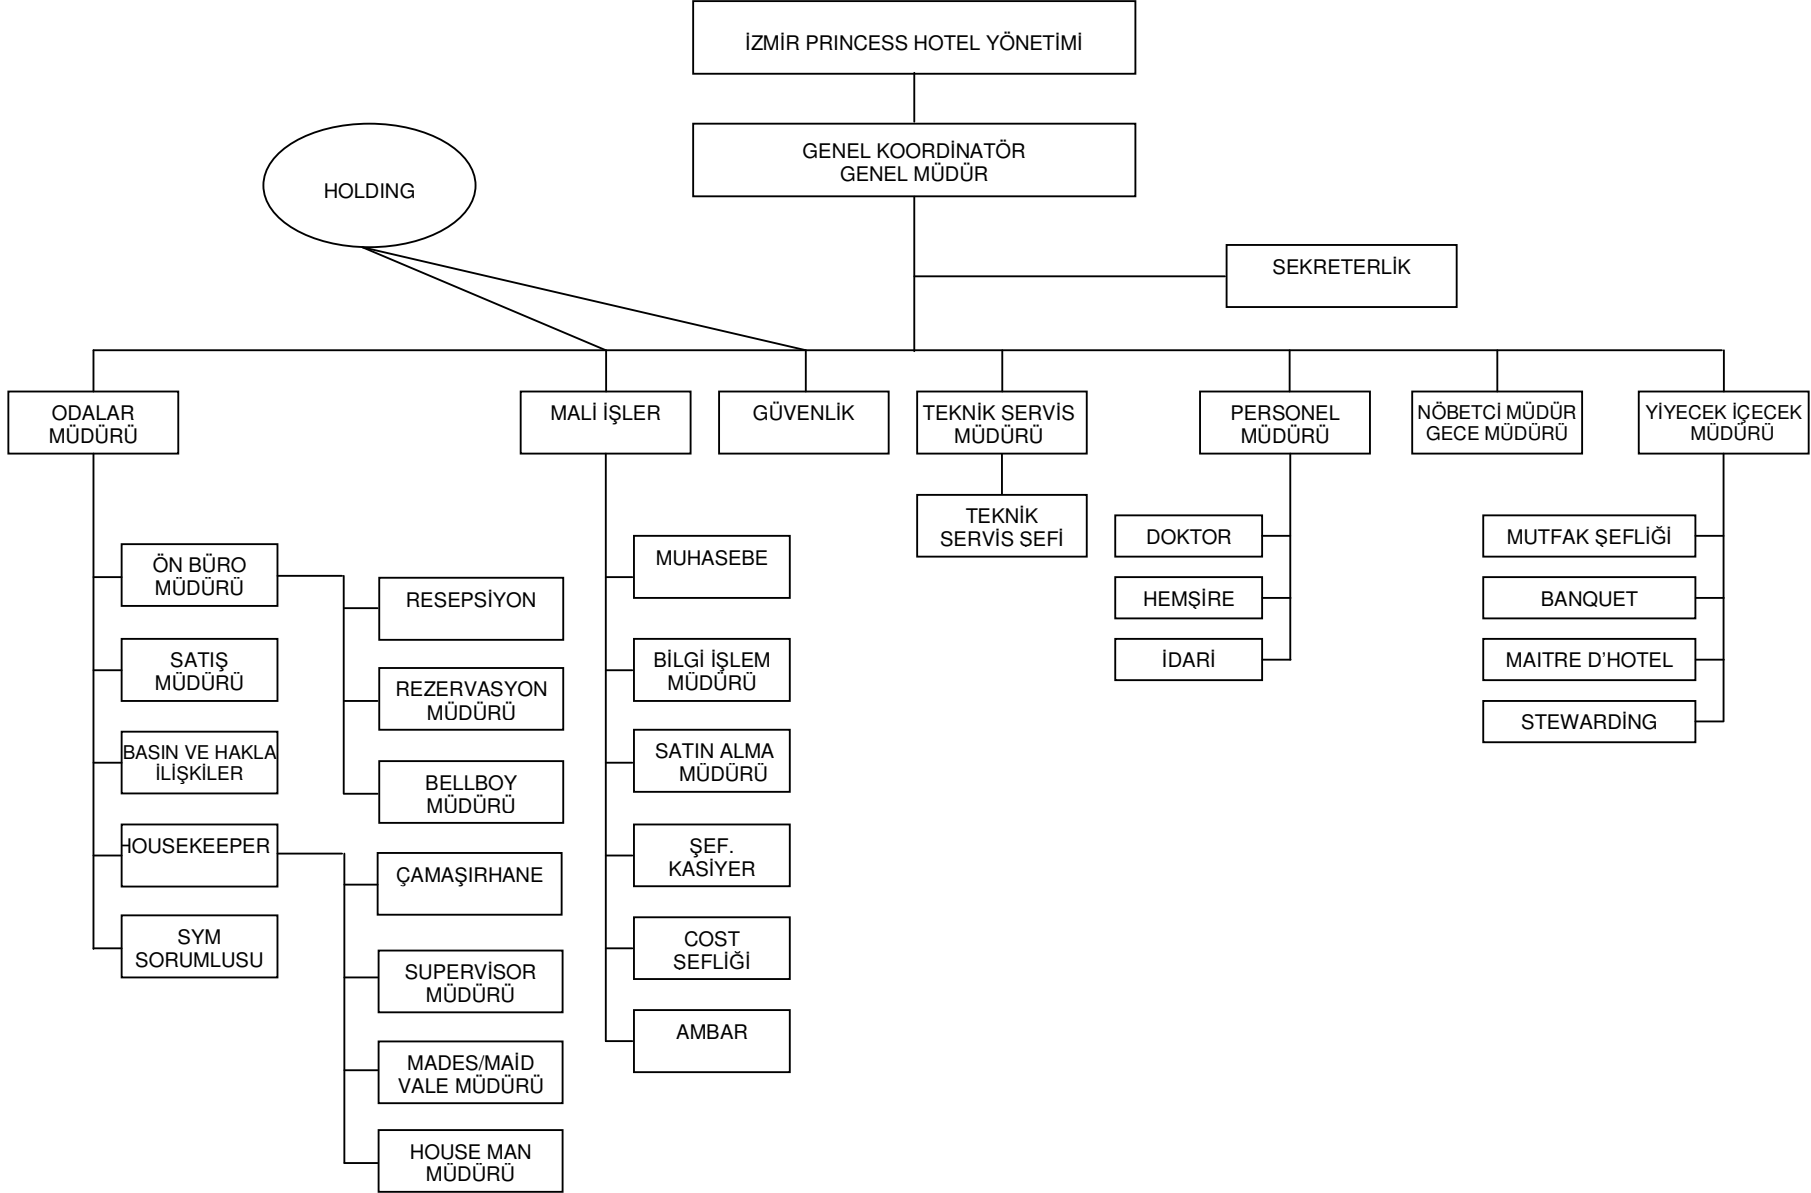 İZMİR PRINCESS HOTEL YÖNETİMİ
GENEL KOORDİNATÖR
GENEL MÜDÜR
HOLDING
SEKRETERLİK
ODALAR
MÜDÜRÜ
MALİ İŞLER
GÜVENLİK
TEKNİK SERVİS
MÜDÜRÜ
PERSONEL
MÜDÜRÜ
NÖBETCİ MÜDÜR
GECE MÜDÜRÜ
YİYECEK İÇECEK
MÜDÜRÜ
TEKNİK
SERVİS SEFİ
ÖN BÜRO
MÜDÜRÜ
SATIŞ
MÜDÜRÜ
BASIN VE HAKLA
İLİŞKİLER
HOUSEKEEPER
SYM
SORUMLUSU
RESEPSİYON
REZERVASYON
MÜDÜRÜ
BELLBOY
MÜDÜRÜ
ÇAMAŞIRHANE
SUPERVİSOR
MÜDÜRÜ
MADES/MAİD
VALE MÜDÜRÜ
HOUSE MAN
MÜDÜRÜ
MUHASEBE
BİLGİ İŞLEM
MÜDÜRÜ
SATIN ALMA
MÜDÜRÜ
ŞEF.
KASİYER
COST
ŞEFLİĞİ
AMBAR
DOKTOR
HEMŞİRE
İDARİ
MUTFAK ŞEFLİĞİ
BANQUET
MAITRE D'HOTEL
STEWARDİNG